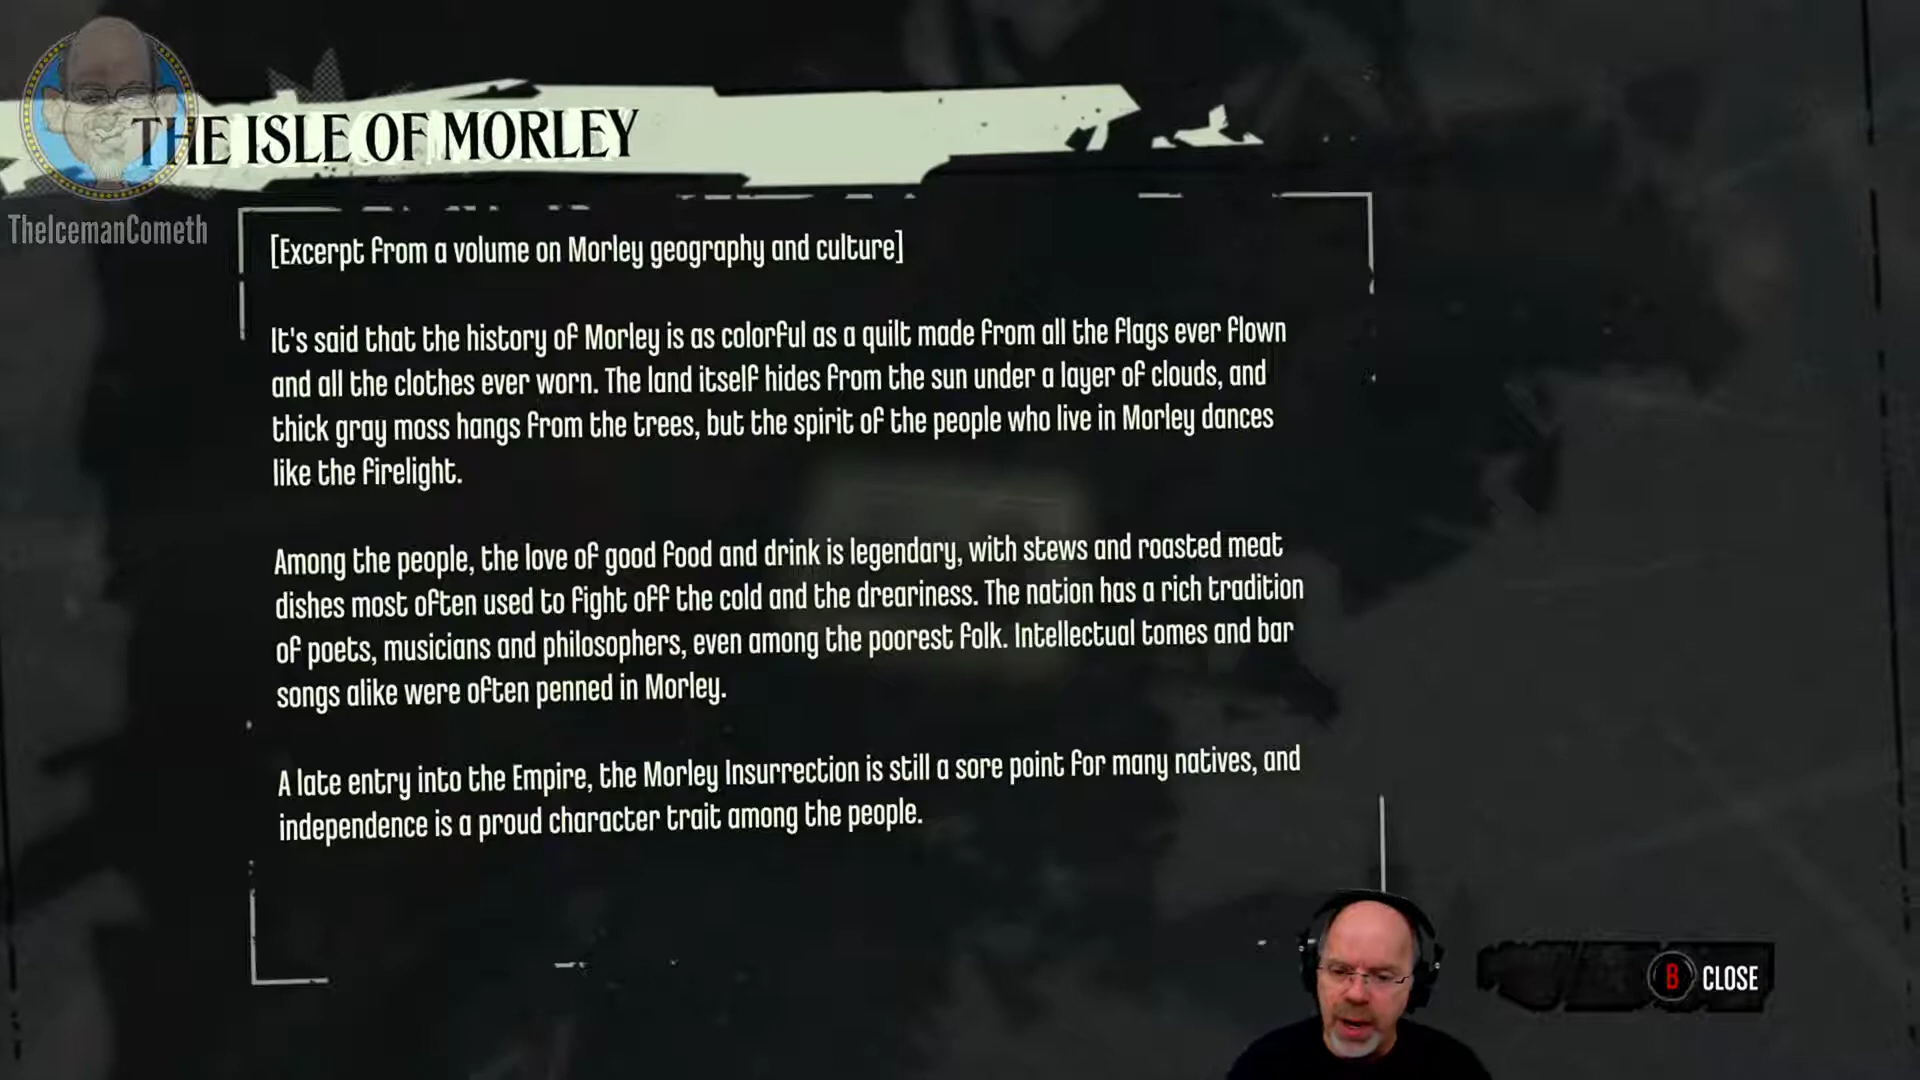 THE ISLE OF MORLEY
TheIcemanCometh
[Excerpt from a volume on Morley geography and culture]
It's said that the history of Morley is as colorful as a quilt made from all the flags ever flown
and all the clothes ever worn. The land itself hides from the sun under a layer of clouds, and
thick gray moss hangs from the trees, but the spirit of the people who live in Morley dances
like the firelight.
Among the people, the love of good food and drink is legendary, with stews and roasted meat
dishes most often used to fight off the cold and the dreariness. The nation has a rich tradition
of poets, musicians and philosophers, even among the poorest folk. Intellectual tomes and bar
songs alike were often penned in Morley.
A late entry into the Empire, the Morley Insurrection is still a sore point for many natives, and
independence is a proud character trait among the people.
B CLOSE